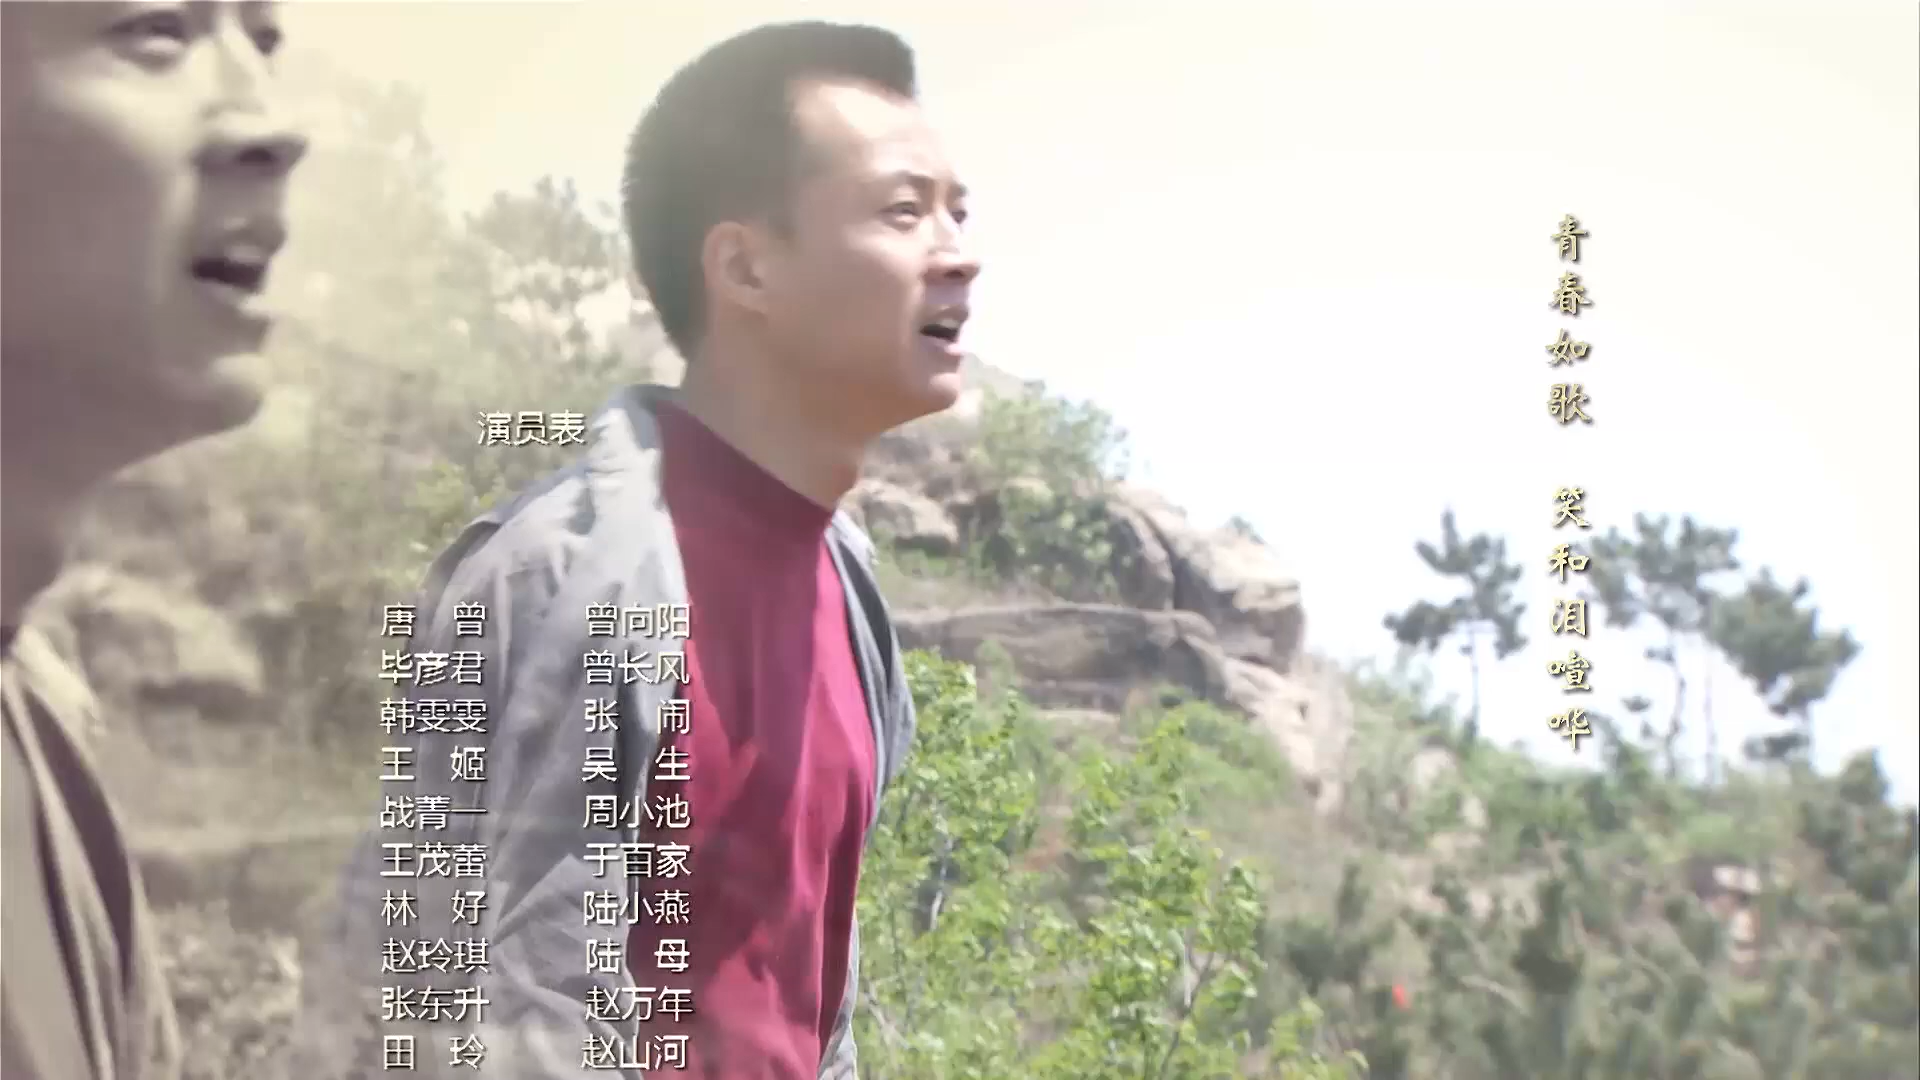 演员表
唐 曾 曾向阳
毕彦君 曾长风
韩雯雯 张 闹
王 姬 吴 生
战菁一 周小池
王茂蕾 于百家
林 好 陆小燕
赵玲琪 陆 母
张东升 赵万年
田 玲 赵山河
青春如歌 笑和泪喧哗